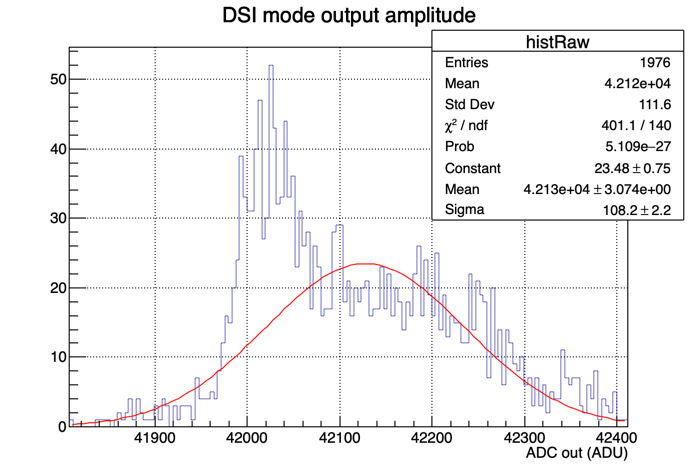 DSI mode output amplitude
histRaw
Entries 1976
Mean 4.212e+04
Std Dev 111.6
χ² / ndf 401.1 / 140
Prob 5.109e−27
Constant 23.48 ± 0.75
Mean 4.213e+04 ± 3.074e+00
Sigma 108.2 ± 2.2
50
40
30
20
10
0
41900 42000 42100 42200 42300 42400
ADC out (ADU)